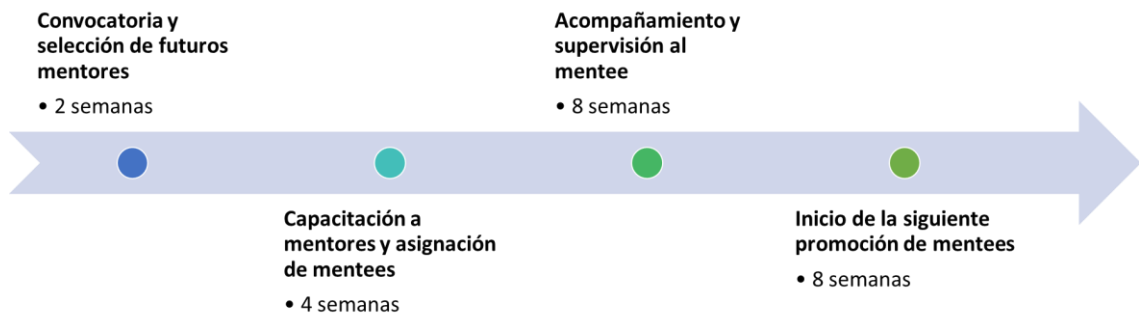 Convocatoria y
selección de futuros
mentores
• 2 semanas
Capacitación a
mentores y asignación
de mentees
• 4 semanas
Acompañamiento y
supervisión al
mentee
• 8 semanas
Inicio de la siguiente
promoción de mentees
• 8 semanas